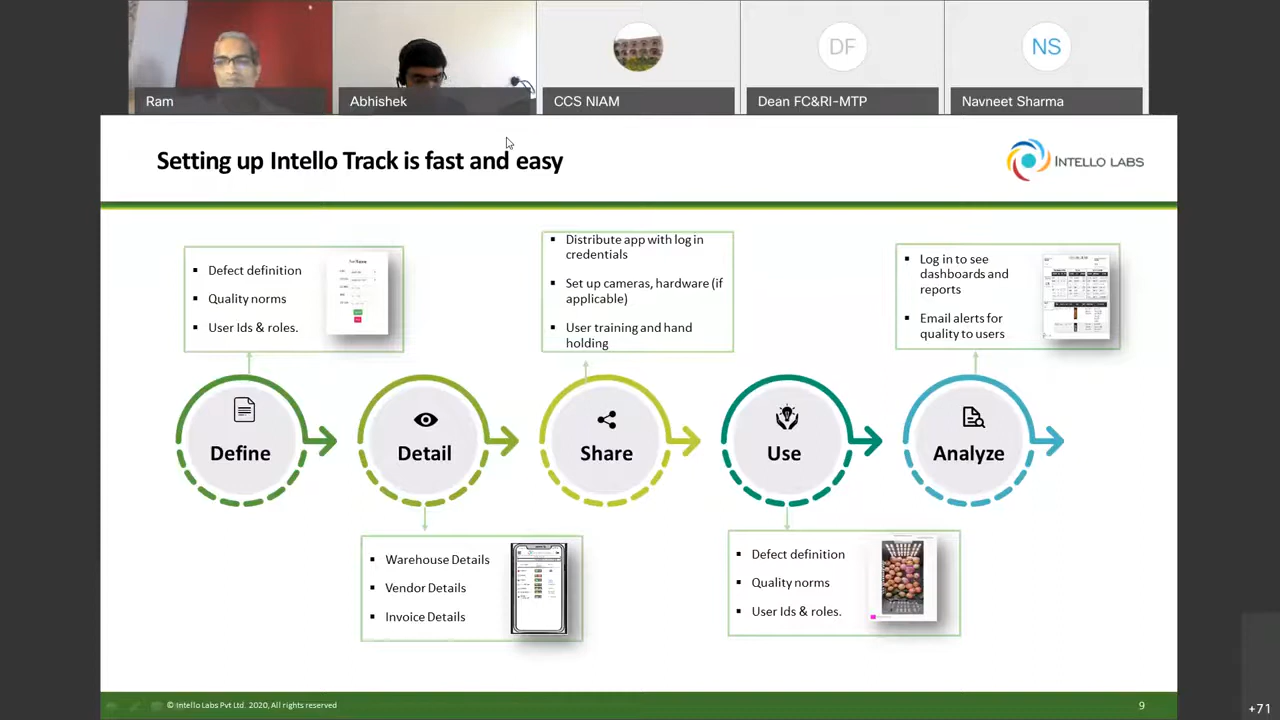 DF
NS
Ram
Abhishek
CCS NIAM
Dean FC&RI-MTP
Navneet Sharma
Setting up Intello Track is fast and easy
INTELLO LABS
▪ Defect definition
▪ Quality norms
▪ User Ids & roles.
▪ Distribute app with log in
credentials
▪ Set up cameras, hardware (if
applicable)
▪ User training and hand
holding
▪ Log in to see
dashboards and
reports
▪ Email alerts for
quality to users
Define
Detail
Share
Use
Analyze
▪ Warehouse Details
▪ Vendor Details
▪ Invoice Details
▪ Defect definition
▪ Quality norms
▪ User Ids & roles.
© Intello Labs Pvt Ltd. 2020, All rights reserved
9
+71